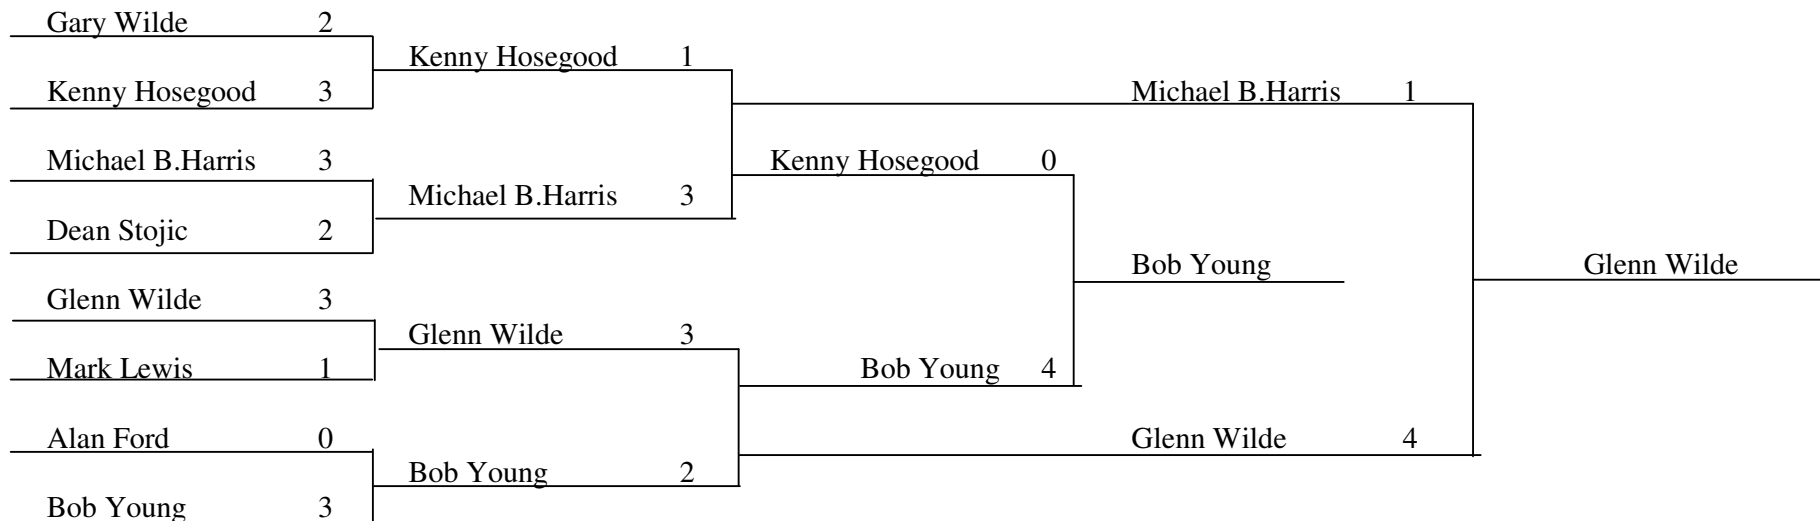 Gary Wilde 2
Kenny Hosegood 1
Kenny Hosegood 3
Michael B.Harris 1
Michael B.Harris 3
Kenny Hosegood 0
Michael B.Harris 3
Dean Stojic 2
Bob Young
Glenn Wilde
Glenn Wilde 3
Glenn Wilde 3
Mark Lewis 1
Bob Young 4
Alan Ford 0
Glenn Wilde 4
Bob Young 2
Bob Young 3